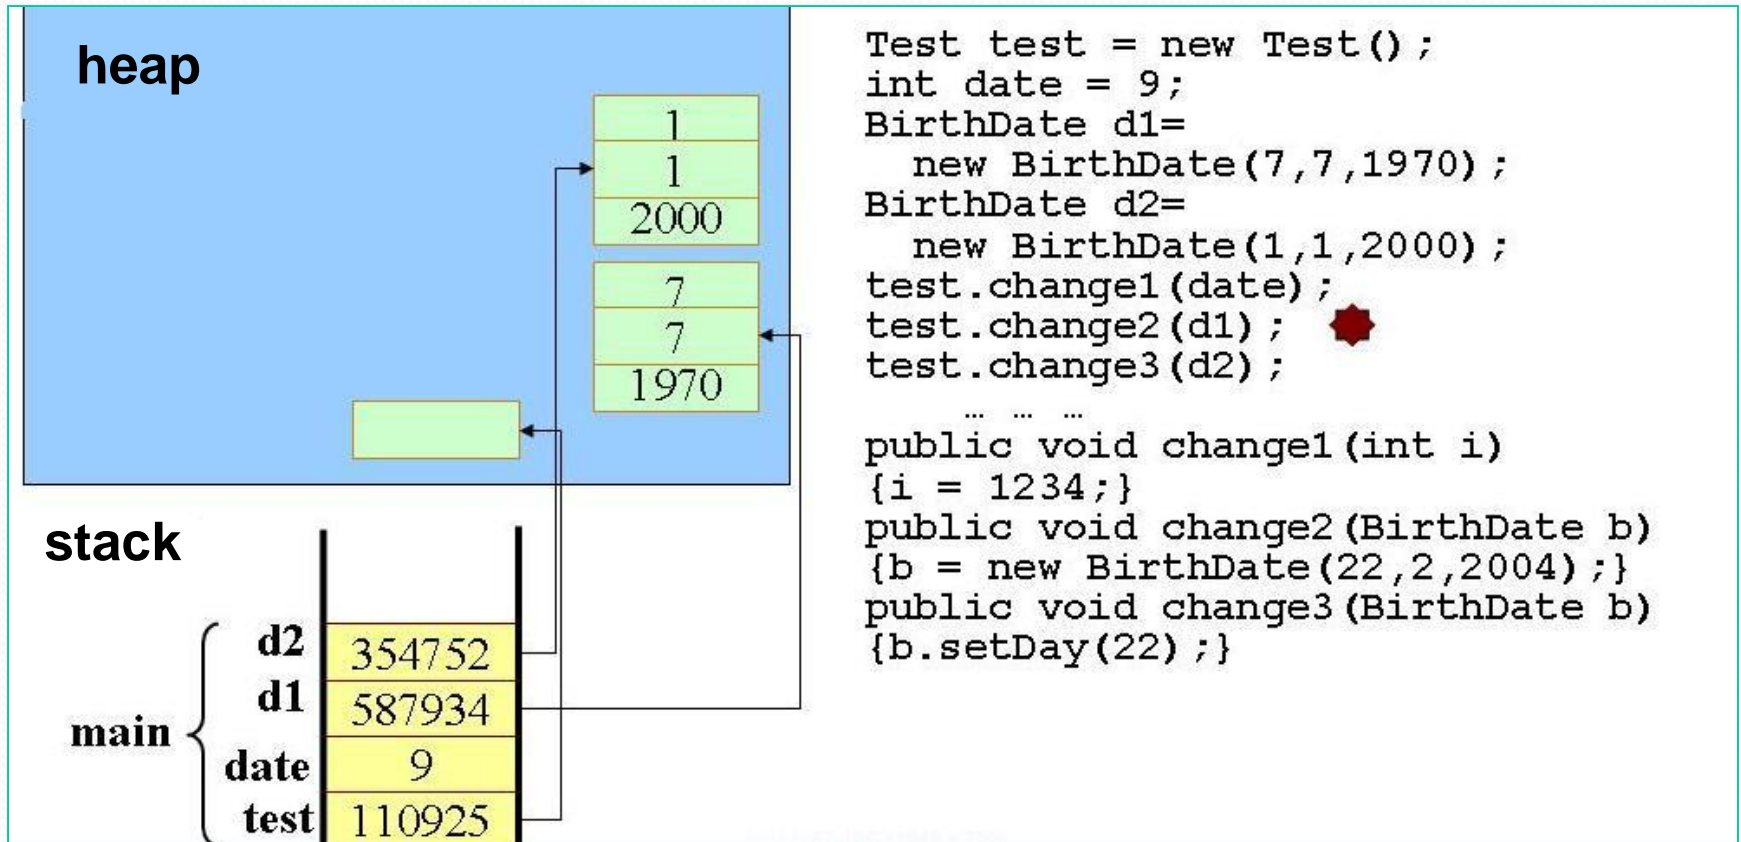 heap
1
1
2000
7
7
1970
stack
main
d2 354752
d1 587934
date 9
test 110925
Test test = new Test();
int date = 9;
BirthDate d1=
new BirthDate(7,7,1970);
BirthDate d2=
new BirthDate(1,1,2000);
test.change1(date);
test.change2(d1);
test.change3(d2);
… … …
public void change1(int i)
{i = 1234;}
public void change2(BirthDate b)
{b = new BirthDate(22,2,2004);}
public void change3(BirthDate b)
{b.setDay(22);}